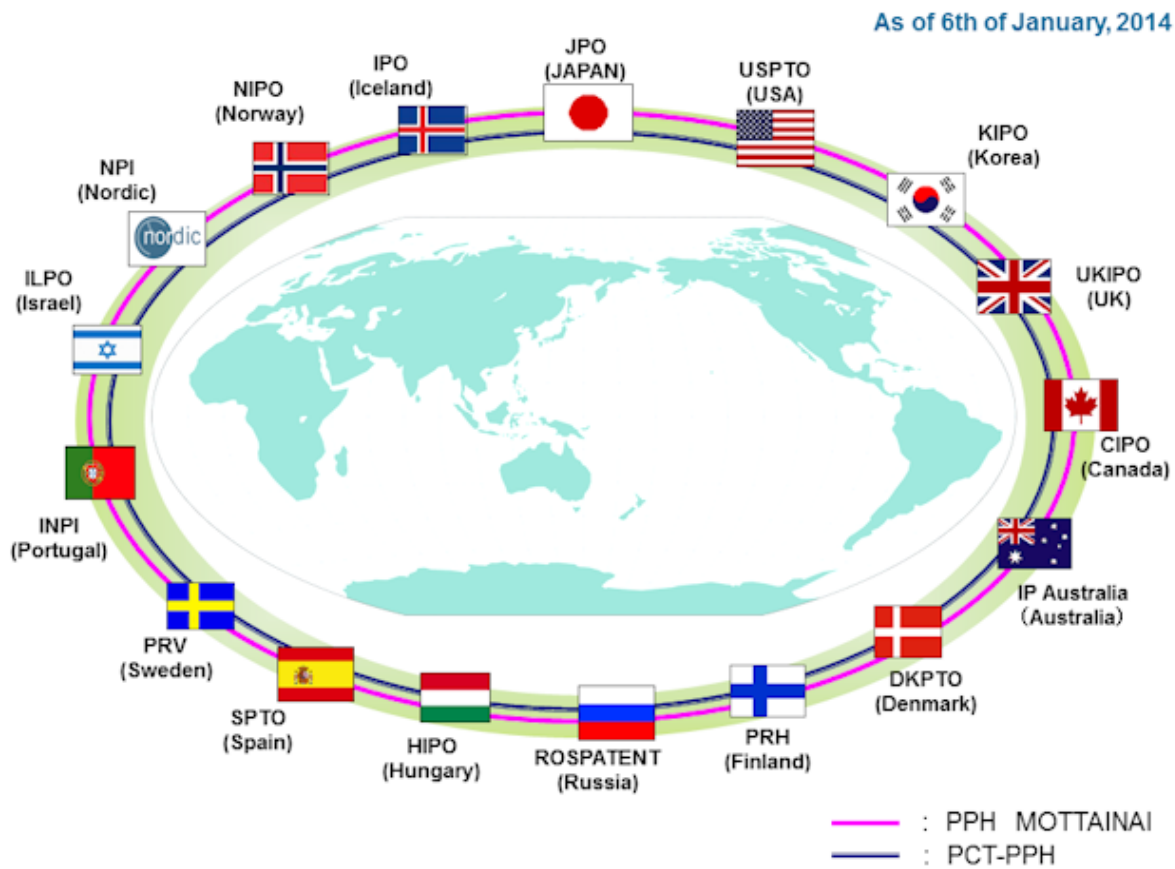 As of 6th of January, 2014
JPO
(JAPAN)
USPTO
(USA)
KIPO
(Korea)
UKIPO
(UK)
CIPO
(Canada)
IP Australia
(Australia）
DKPTO
(Denmark)
PRH
(Finland)
ROSPATENT
(Russia)
HIPO
(Hungary)
SPTO
(Spain)
PRV
(Sweden)
INPI
(Portugal)
ILPO
(Israel)
NPI
(Nordic)
nordic
NIPO
(Norway)
IPO
(Iceland)
: PPH MOTTAINAI
: PCT-PPH